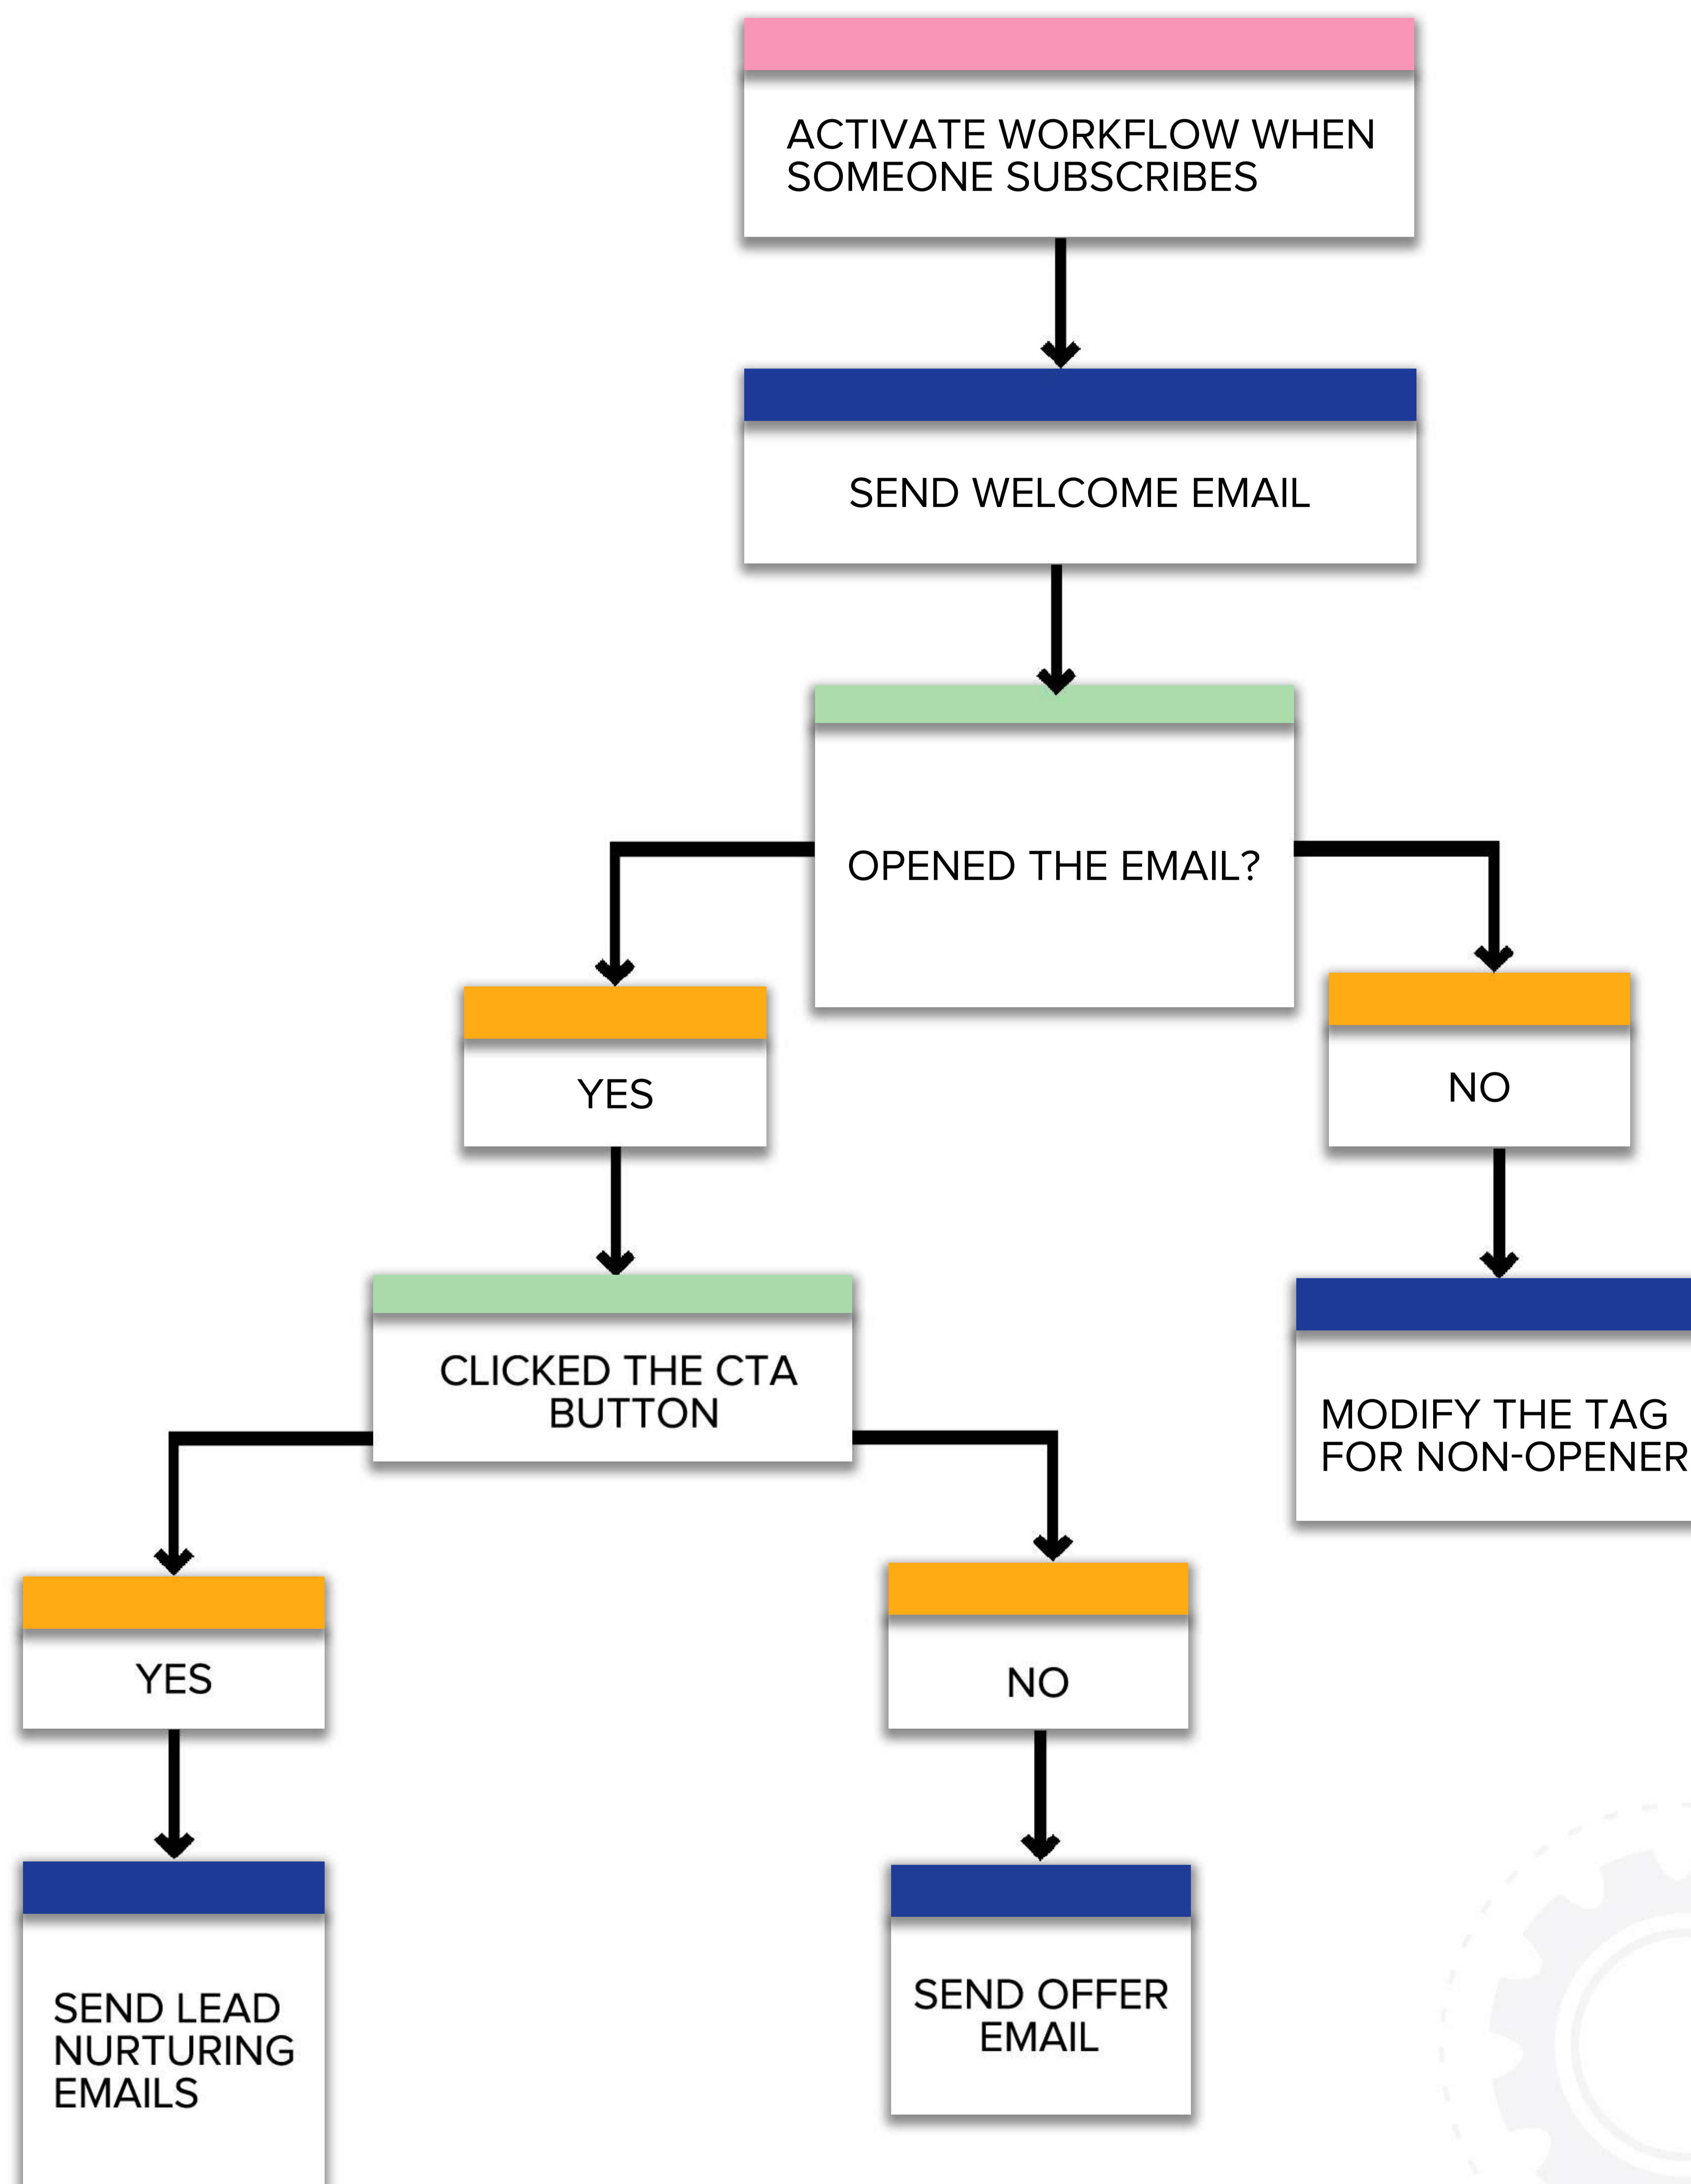 ACTIVATE WORKFLOW WHEN
SOMEONE SUBSCRIBES
SEND WELCOME EMAIL
OPENED THE EMAIL?
YES
NO
CLICKED THE CTA
BUTTON
MODIFY THE TAG
FOR NON-OPENER
YES
NO
SEND LEAD
NURTURING
EMAILS
SEND OFFER
EMAIL